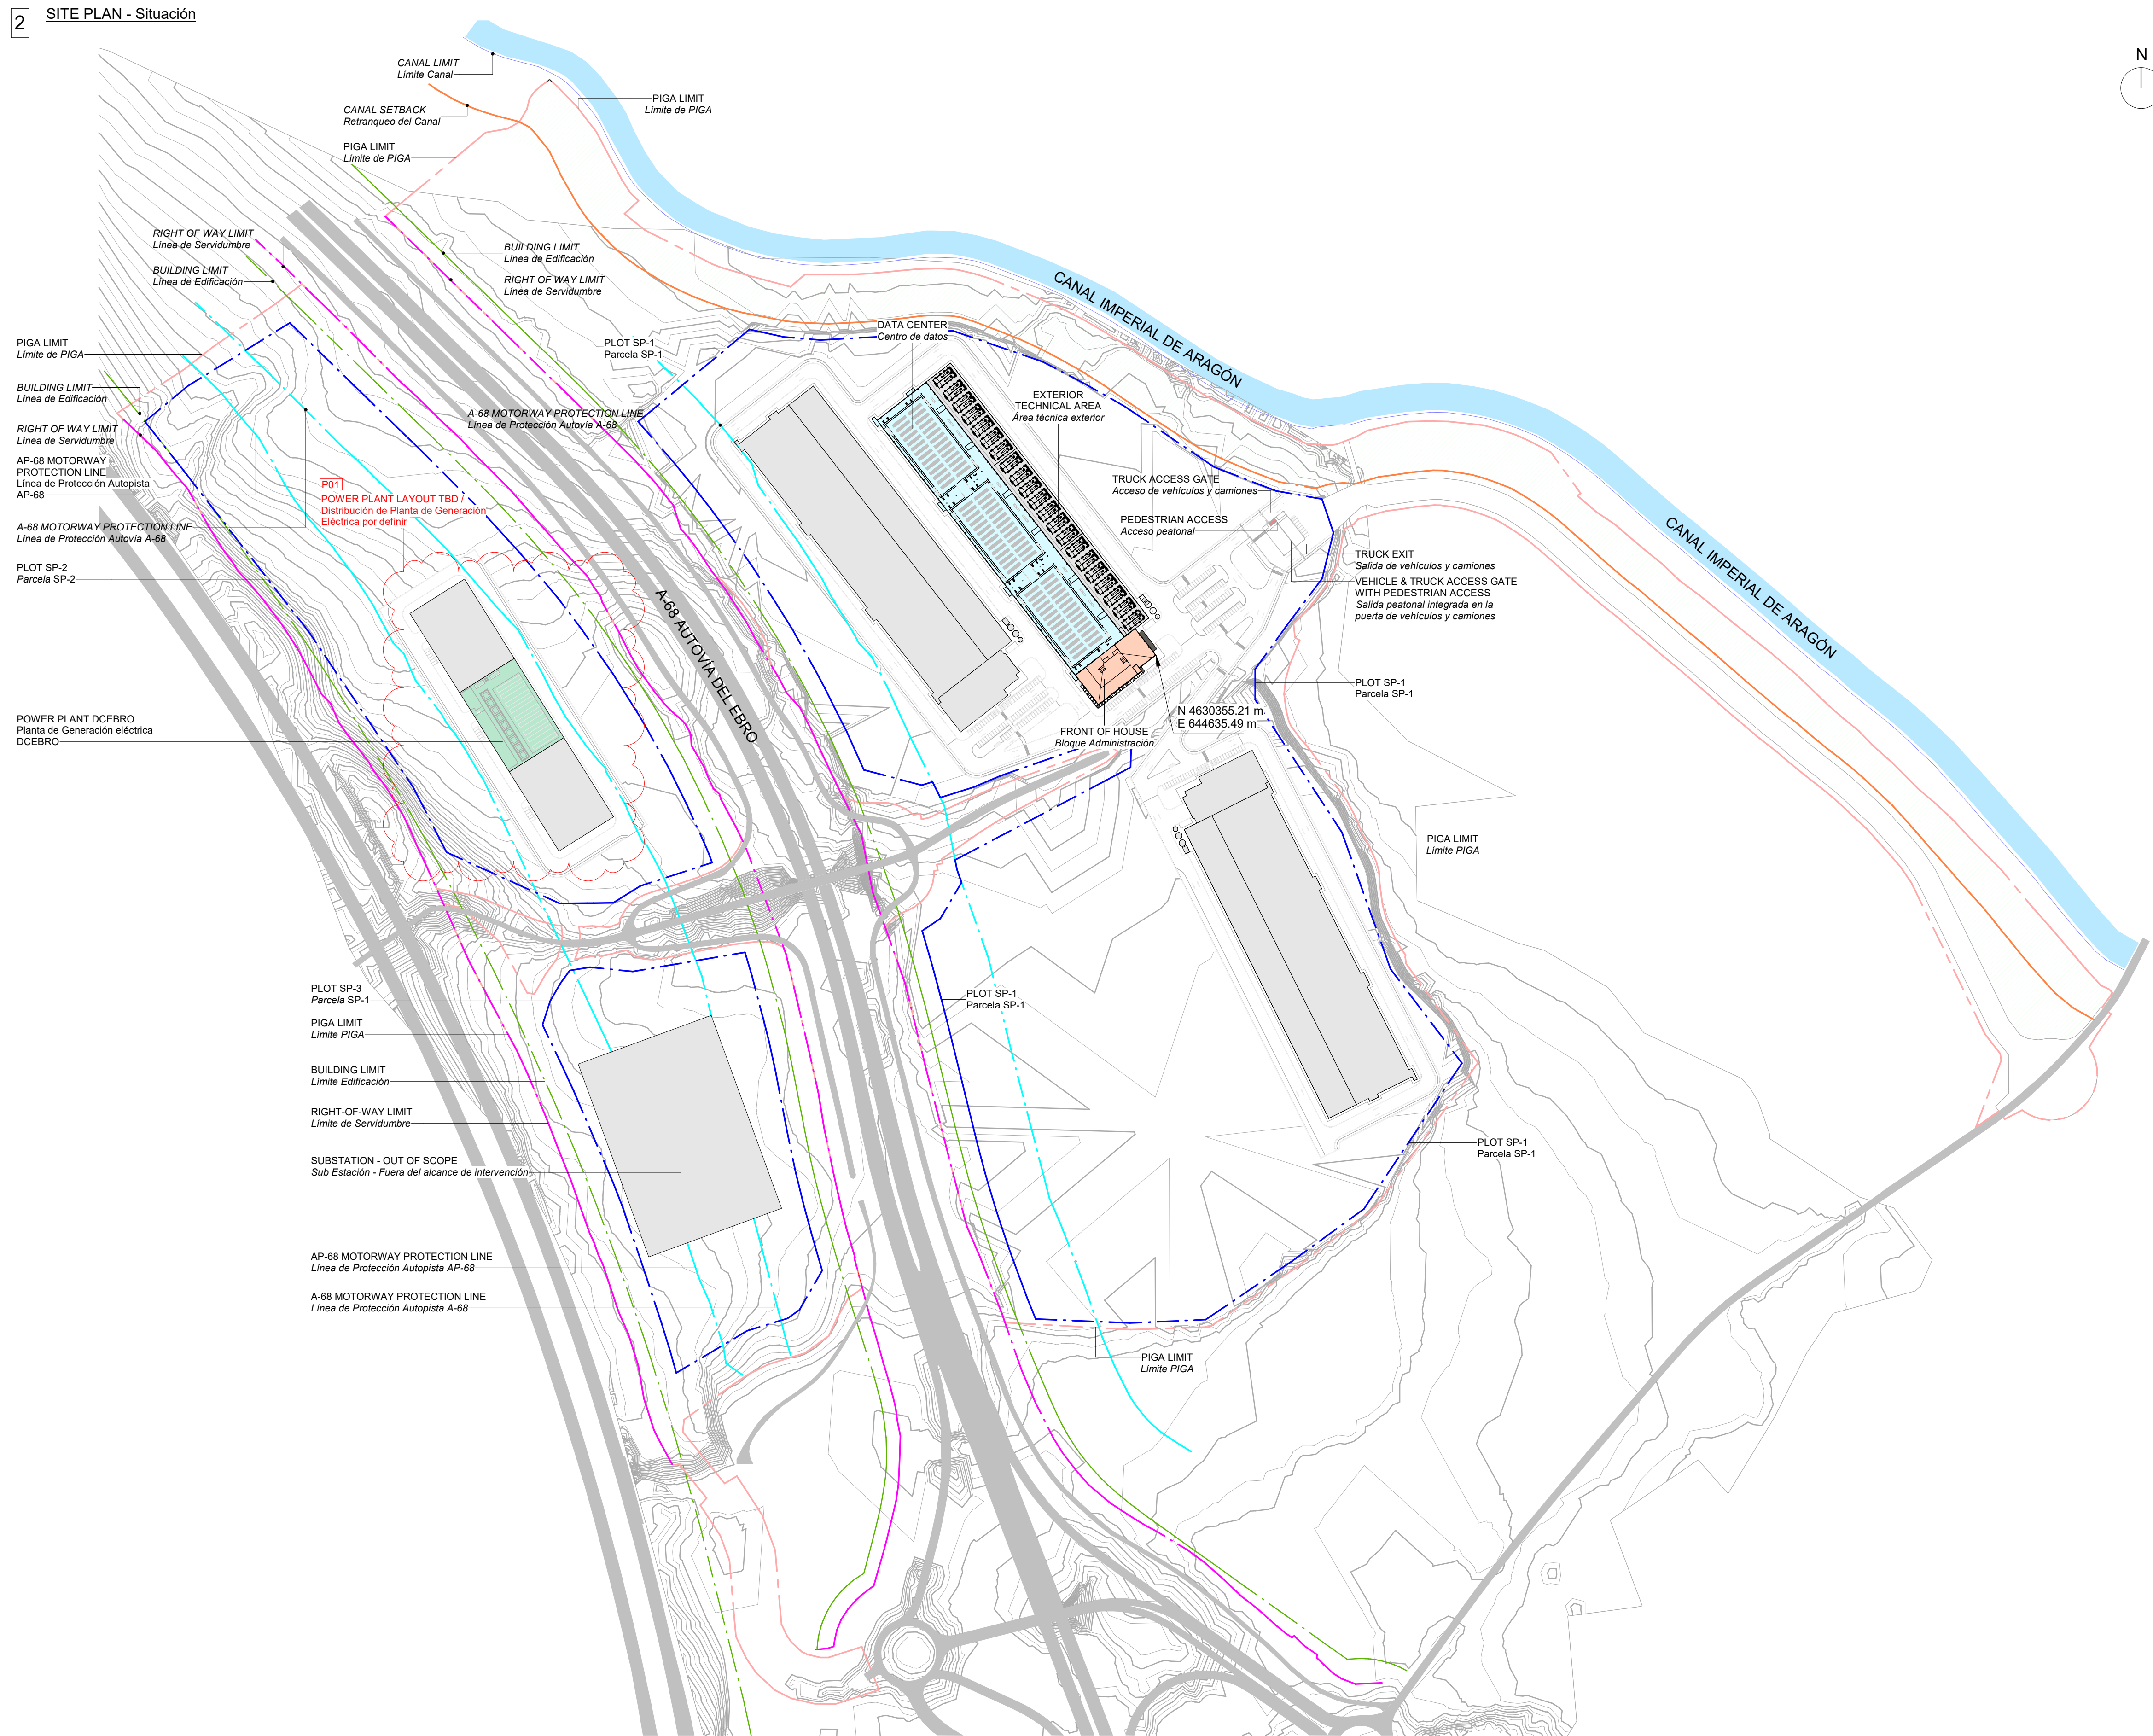 2
SITE PLAN - Situación
N
CANAL LIMIT
Límite Canal
CANAL SETBACK
Retranqueo del Canal
PIGA LIMIT
Límite de PIGA
PIGA LIMIT
Límite de PIGA
RIGHT OF WAY LIMIT
Línea de Servidumbre
BUILDING LIMIT
Línea de Edificación
BUILDING LIMIT
Línea de Edificación
RIGHT OF WAY LIMIT
Línea de Servidumbre
CANAL IMPERIAL DE ARAGÓN
DATA CENTER
Centro de datos
PLOT SP-1
Parcela SP-1
PIGA LIMIT
Límite de PIGA
BUILDING LIMIT
Línea de Edificación
EXTERIOR
TECHNICAL AREA
Área técnica exterior
A-68 MOTORWAY PROTECTION LINE
Línea de Protección Autovía A-68
RIGHT OF WAY LIMIT
Línea de Servidumbre
AP-68 MOTORWAY
PROTECTION LINE
Línea de Protección Autopista
AP-68
P01
POWER PLANT LAYOUT TBD /
Distribución de Planta de Generación
Eléctrica por definir
TRUCK ACCESS GATE
Acceso de vehículos y camiones
PEDESTRIAN ACCESS
Acceso peatonal
A-68 MOTORWAY PROTECTION LINE
Línea de Protección Autovía A-68
CANAL IMPERIAL DE ARAGÓN
TRUCK EXIT
Salida de vehículos y camiones
PLOT SP-2
Parcela SP-2
VEHICLE & TRUCK ACCESS GATE
WITH PEDESTRIAN ACCESS
Salida peatonal integrada en la
puerta de vehículos y camiones
A-68 AUTOVÍA DEL EBRO
PLOT SP-1
Parcela SP-1
POWER PLANT DCEBRO
Planta de Generación eléctrica
DCEBRO
N 4630355.21 m
E 644635.49 m
FRONT OF HOUSE
Bloque Administración
PIGA LIMIT
Límite PIGA
PLOT SP-3
Parcela SP-1
PLOT SP-1
Parcela SP-1
PIGA LIMIT
Límite PIGA
BUILDING LIMIT
Límite Edificación
RIGHT-OF-WAY LIMIT
Límite de Servidumbre
PLOT SP-1
Parcela SP-1
SUBSTATION - OUT OF SCOPE
Sub Estación - Fuera del alcance de intervención
AP-68 MOTORWAY PROTECTION LINE
Línea de Protección Autopista AP-68
A-68 MOTORWAY PROTECTION LINE
Línea de Protección Autopista A-68
PIGA LIMIT
Límite PIGA